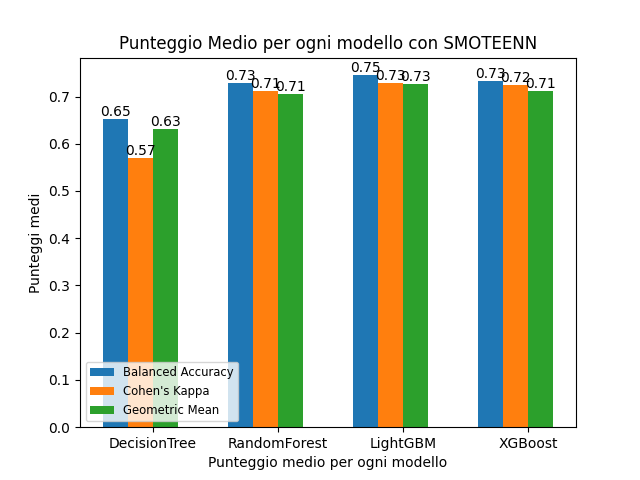 Punteggio Medio per ogni modello con SMOTEENN
Punteggi medi
0.7
0.6
0.5
0.4
0.3
0.2
0.1
0.0
0.65
0.57
0.63
0.73
0.71
0.71
0.75
0.73
0.73
0.73
0.72
0.71
Balanced Accuracy
Cohen's Kappa
Geometric Mean
DecisionTree
RandomForest
LightGBM
XGBoost
Punteggio medio per ogni modello